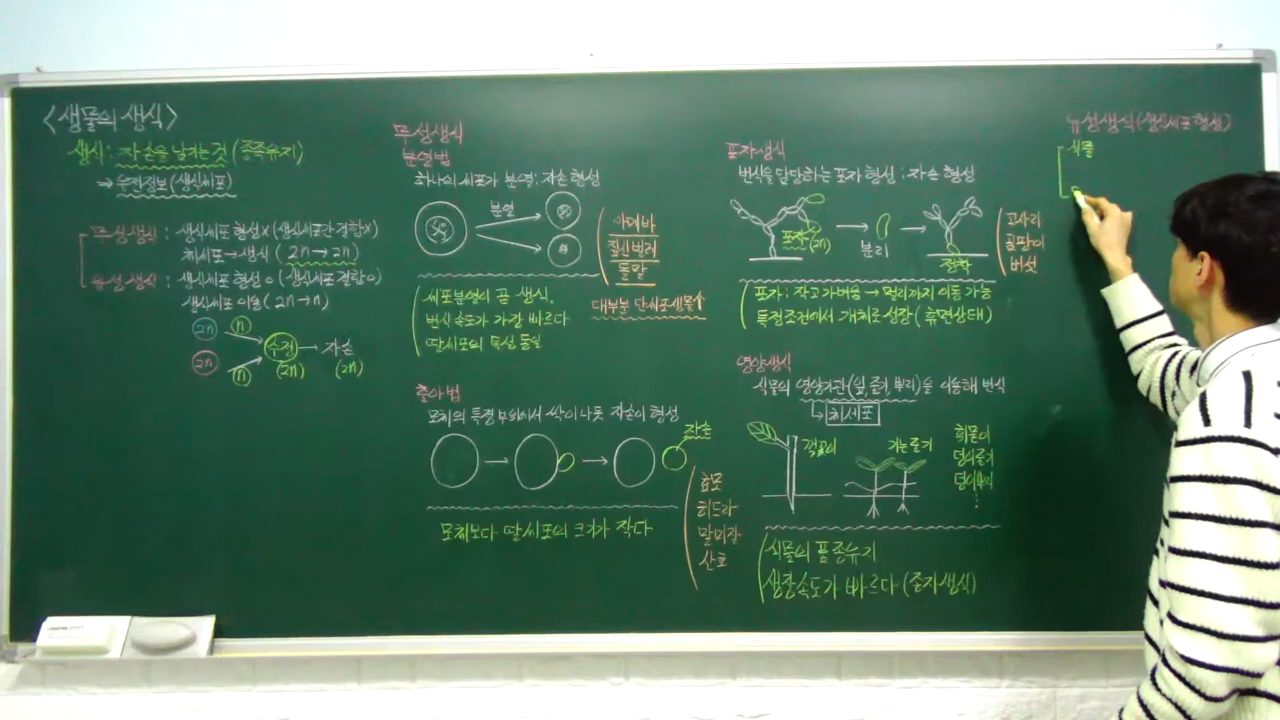 <생물의 생식>
생식: 자손을 남기는 것 (종족유지)
⇒ 유전정보 (생식세포)
무성생식: 생식세포 형성 X (생식세포간 결합 X)
체세포 → 생식 (2n → 2n)
유성생식: 생식세포 형성 O (생식세포 결합 O)
생식세포 이용 (2n → n)
2n n
수정 → 자손
2n n (2n) (2n)
무성생식
분열법
하나의 세포가 분열: 자손 형성
분열
아메바
짚신벌레
돌말
세포분열이 곧 생식.
번식속도가 가장 빠르다
딸세포의 특성 동일
대부분 단세포생물↑
출아법
모체의 특정부위에서 싹이 나듯 자손이 형성
자손
효모
히드라
말미잘
산호
모체보다 딸세포의 크기가 작다
포자생식
번식을 담당하는 포자 형성: 자손 형성
포자(2n) 분리
고사리
곰팡이
버섯
포자: 작고 가벼움 → 멀리까지 이동 가능
특정조건에서 개체로 성장 (휴면상태)
영양생식
식물의 영양기관(잎, 줄기, 뿌리)을 이용해 번식
체세포
꺾꽂이 기는줄기
휘묻이
덩이줄기
덩이뿌리
식물의 품종유지
생장속도가 빠르다
유성생식 (생식세포 형성)
식물